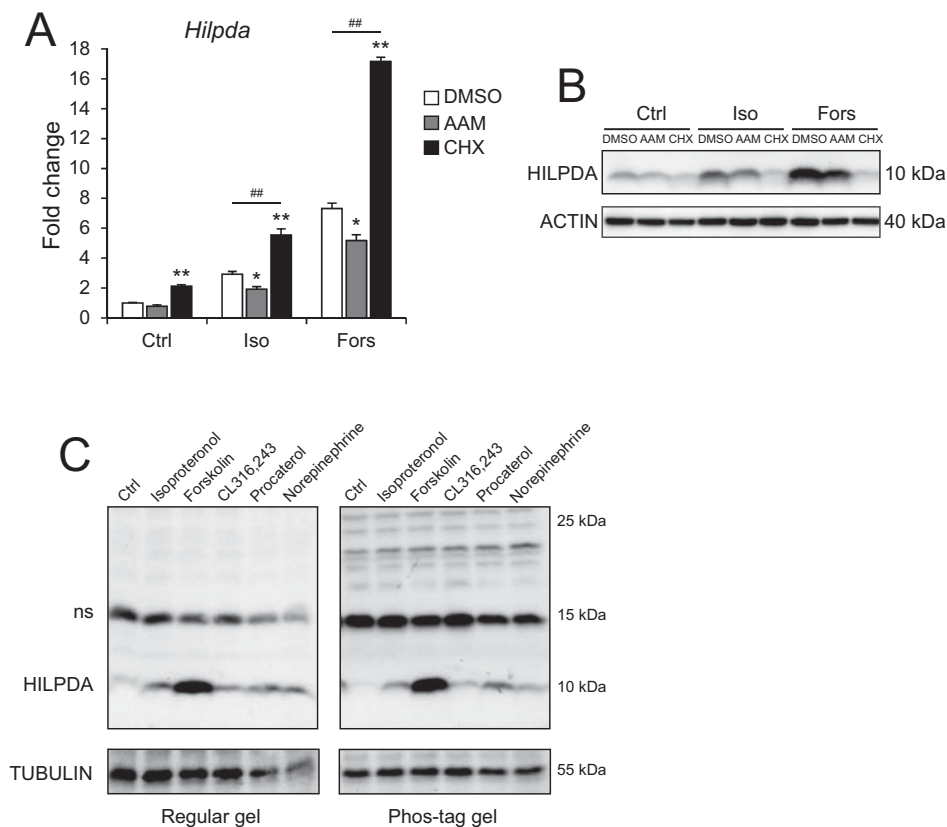 A
Hilpda
Fold change
18
16
14
12
10
8
6
4
2
0
**
*
##
**
*
##
**
Ctrl
Iso
Fors
DMSO
AAM
CHX
B
Ctrl Iso Fors
DMSO AAM CHX DMSO AAM CHX DMSO AAM CHX
HILPDA 10 kDa
ACTIN 40 kDa
C
Ctrl
Isoproteronol
Forskolin
CL316,243
Procaterol
Norepinephrine
Ctrl
Isoproteronol
Forskolin
CL316,243
Procaterol
Norepinephrine
25 kDa
ns 15 kDa
HILPDA 10 kDa
TUBULIN 55 kDa
Regular gel Phos-tag gel